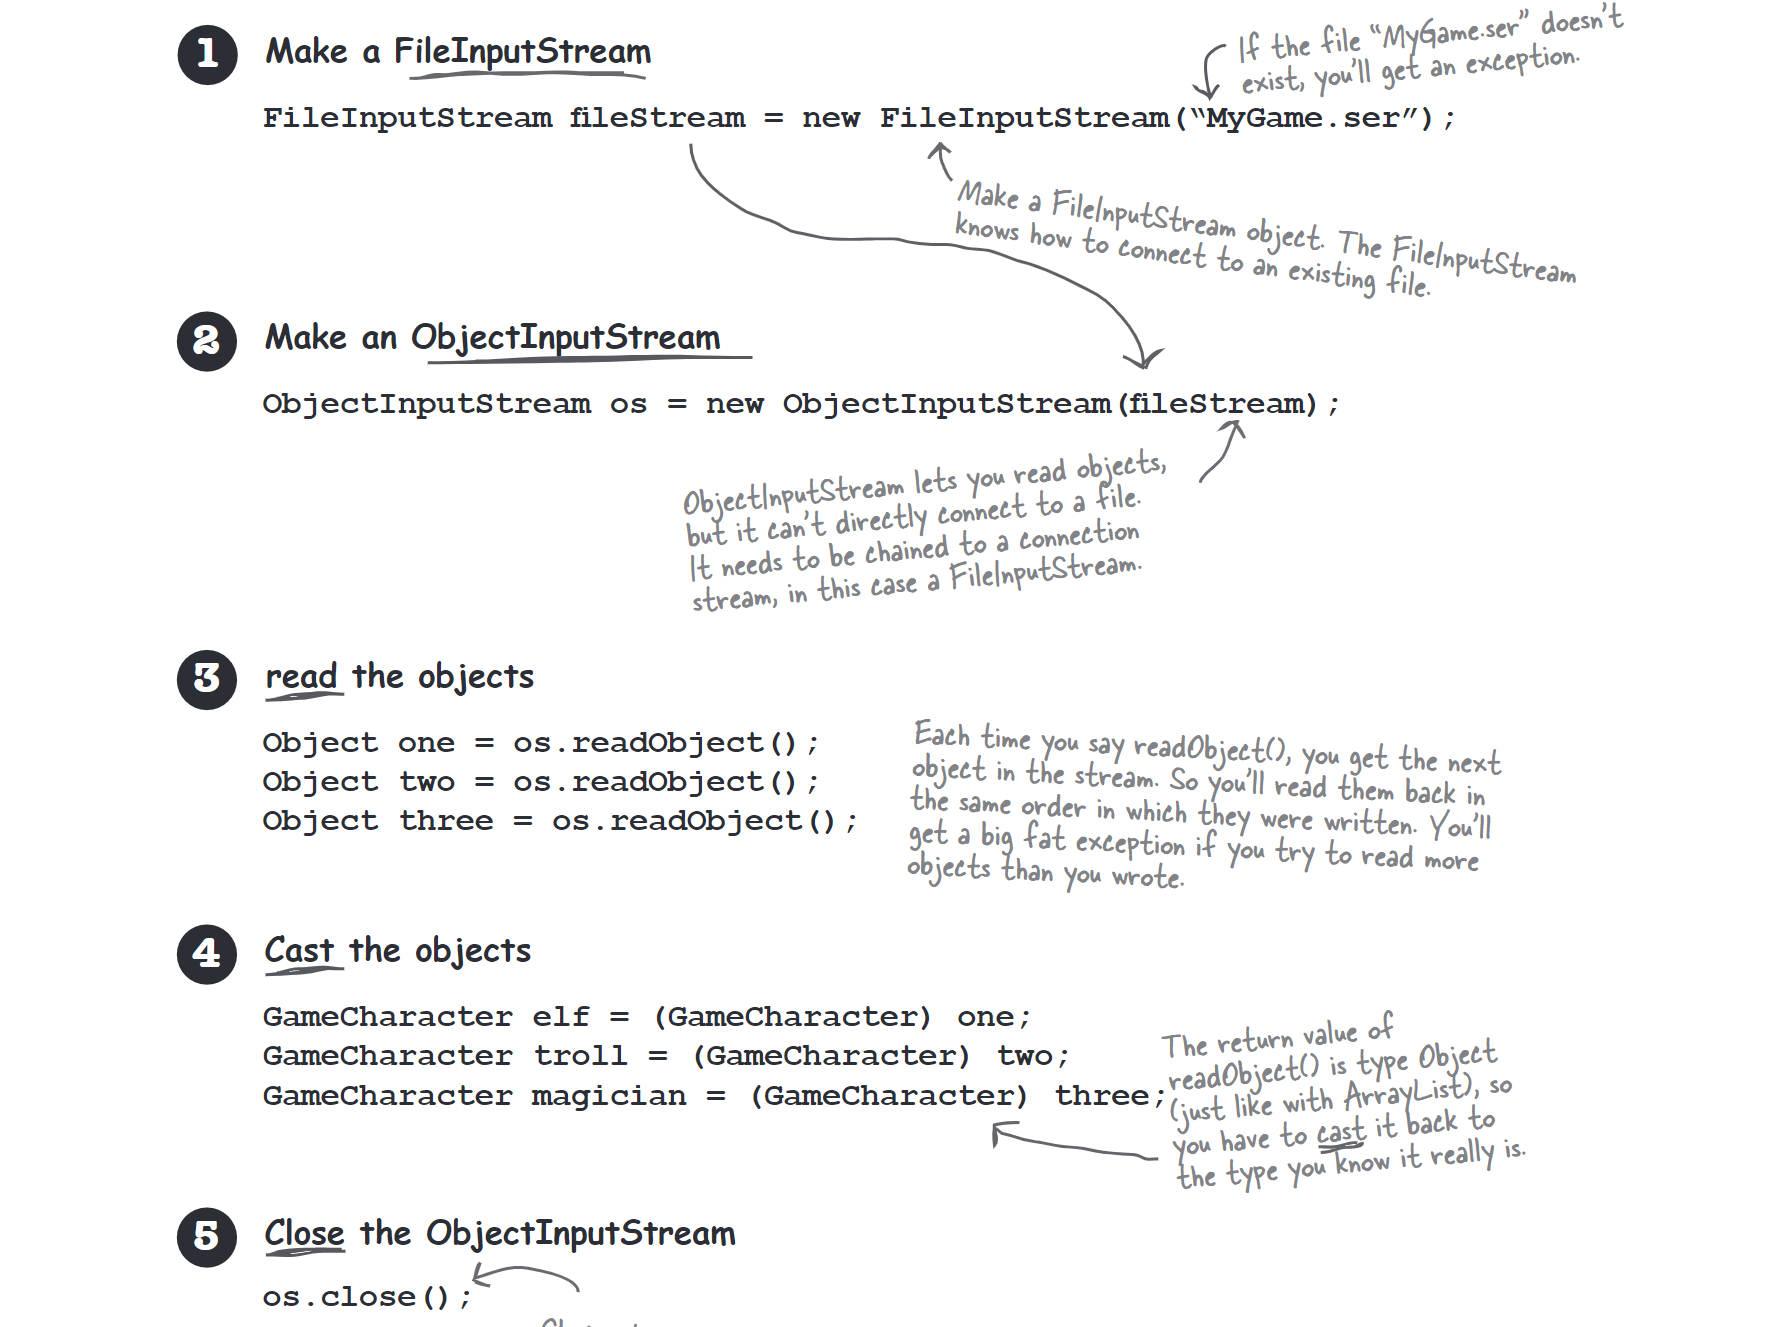 1 Make a FileInputStream
If the file “MyGame.ser” doesn't
exist, you'll get an exception.
FileInputStream fileStream = new FileInputStream(“MyGame.ser”);
Make a FileInputStream object. The FileInputStream
knows how to connect to an existing file.
2 Make an ObjectInputStream
ObjectInputStream os = new ObjectInputStream(fileStream);
ObjectInputStream lets you read objects,
but it can't directly connect to a file.
It needs to be chained to a connection
stream, in this case a FileInputStream.
3 read the objects
Object one = os.readObject();
Object two = os.readObject();
Object three = os.readObject();
Each time you say readObject(), you get the next
object in the stream. So you'll read them back in
the same order in which they were written. You'll
get a big fat exception if you try to read more
objects than you wrote.
4 Cast the objects
GameCharacter elf = (GameCharacter) one;
GameCharacter troll = (GameCharacter) two;
GameCharacter magician = (GameCharacter) three;
The return value of
readObject() is type Object
(just like with ArrayList), so
you have to cast it back to
the type you know it really is.
5 Close the ObjectInputStream
os.close();